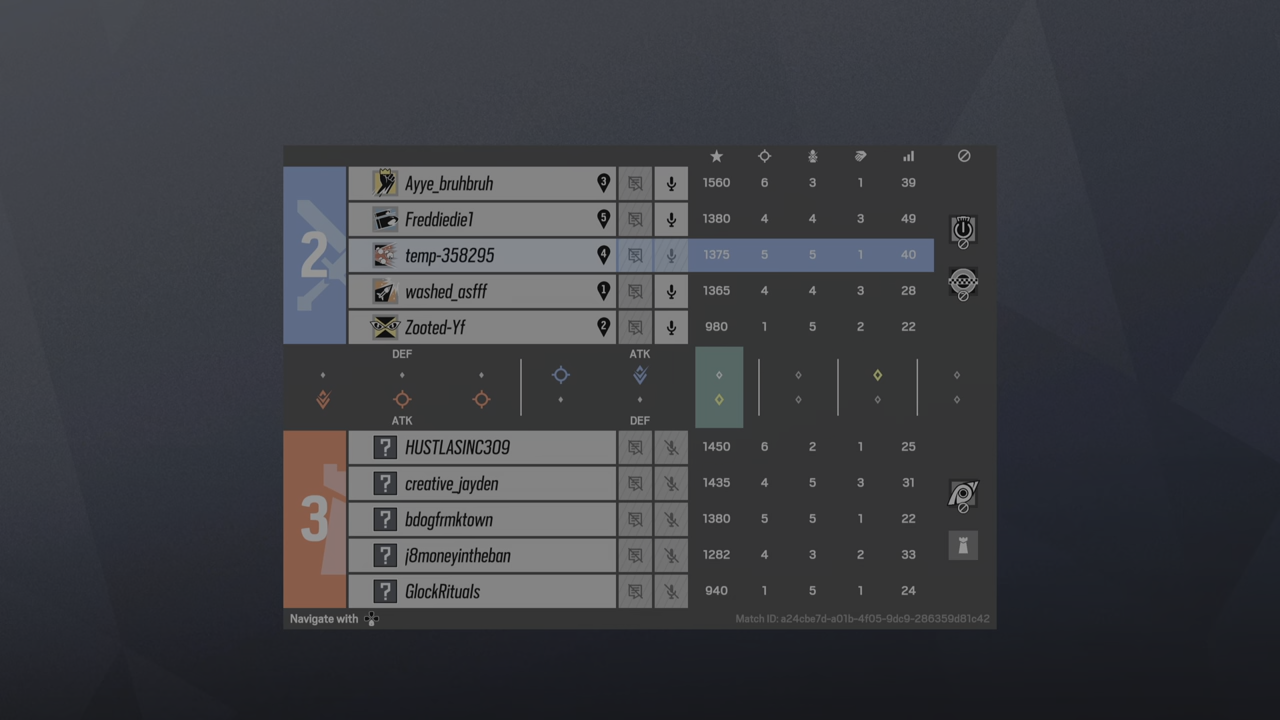 Ayye_bruhbruh 3 1560 6 3 1 39
Freddiedie1 5 1380 4 4 3 49
2
temp-358295 4 1375 5 5 1 40
washed_asfff 1 1365 4 4 3 28
Zooted-Yf 2 980 1 5 2 22
DEF ATK
ATK DEF
HUSTLASINC309 1450 6 2 1 25
creative_jayden 1435 4 5 3 31
3
bdogfrmktown 1380 5 5 1 22
j8moneyintheban 1282 4 3 2 33
GlockRituals 940 1 5 1 24
Navigate with
Match ID: a24cbe7d-a01b-4f05-9dc9-286359d81c42